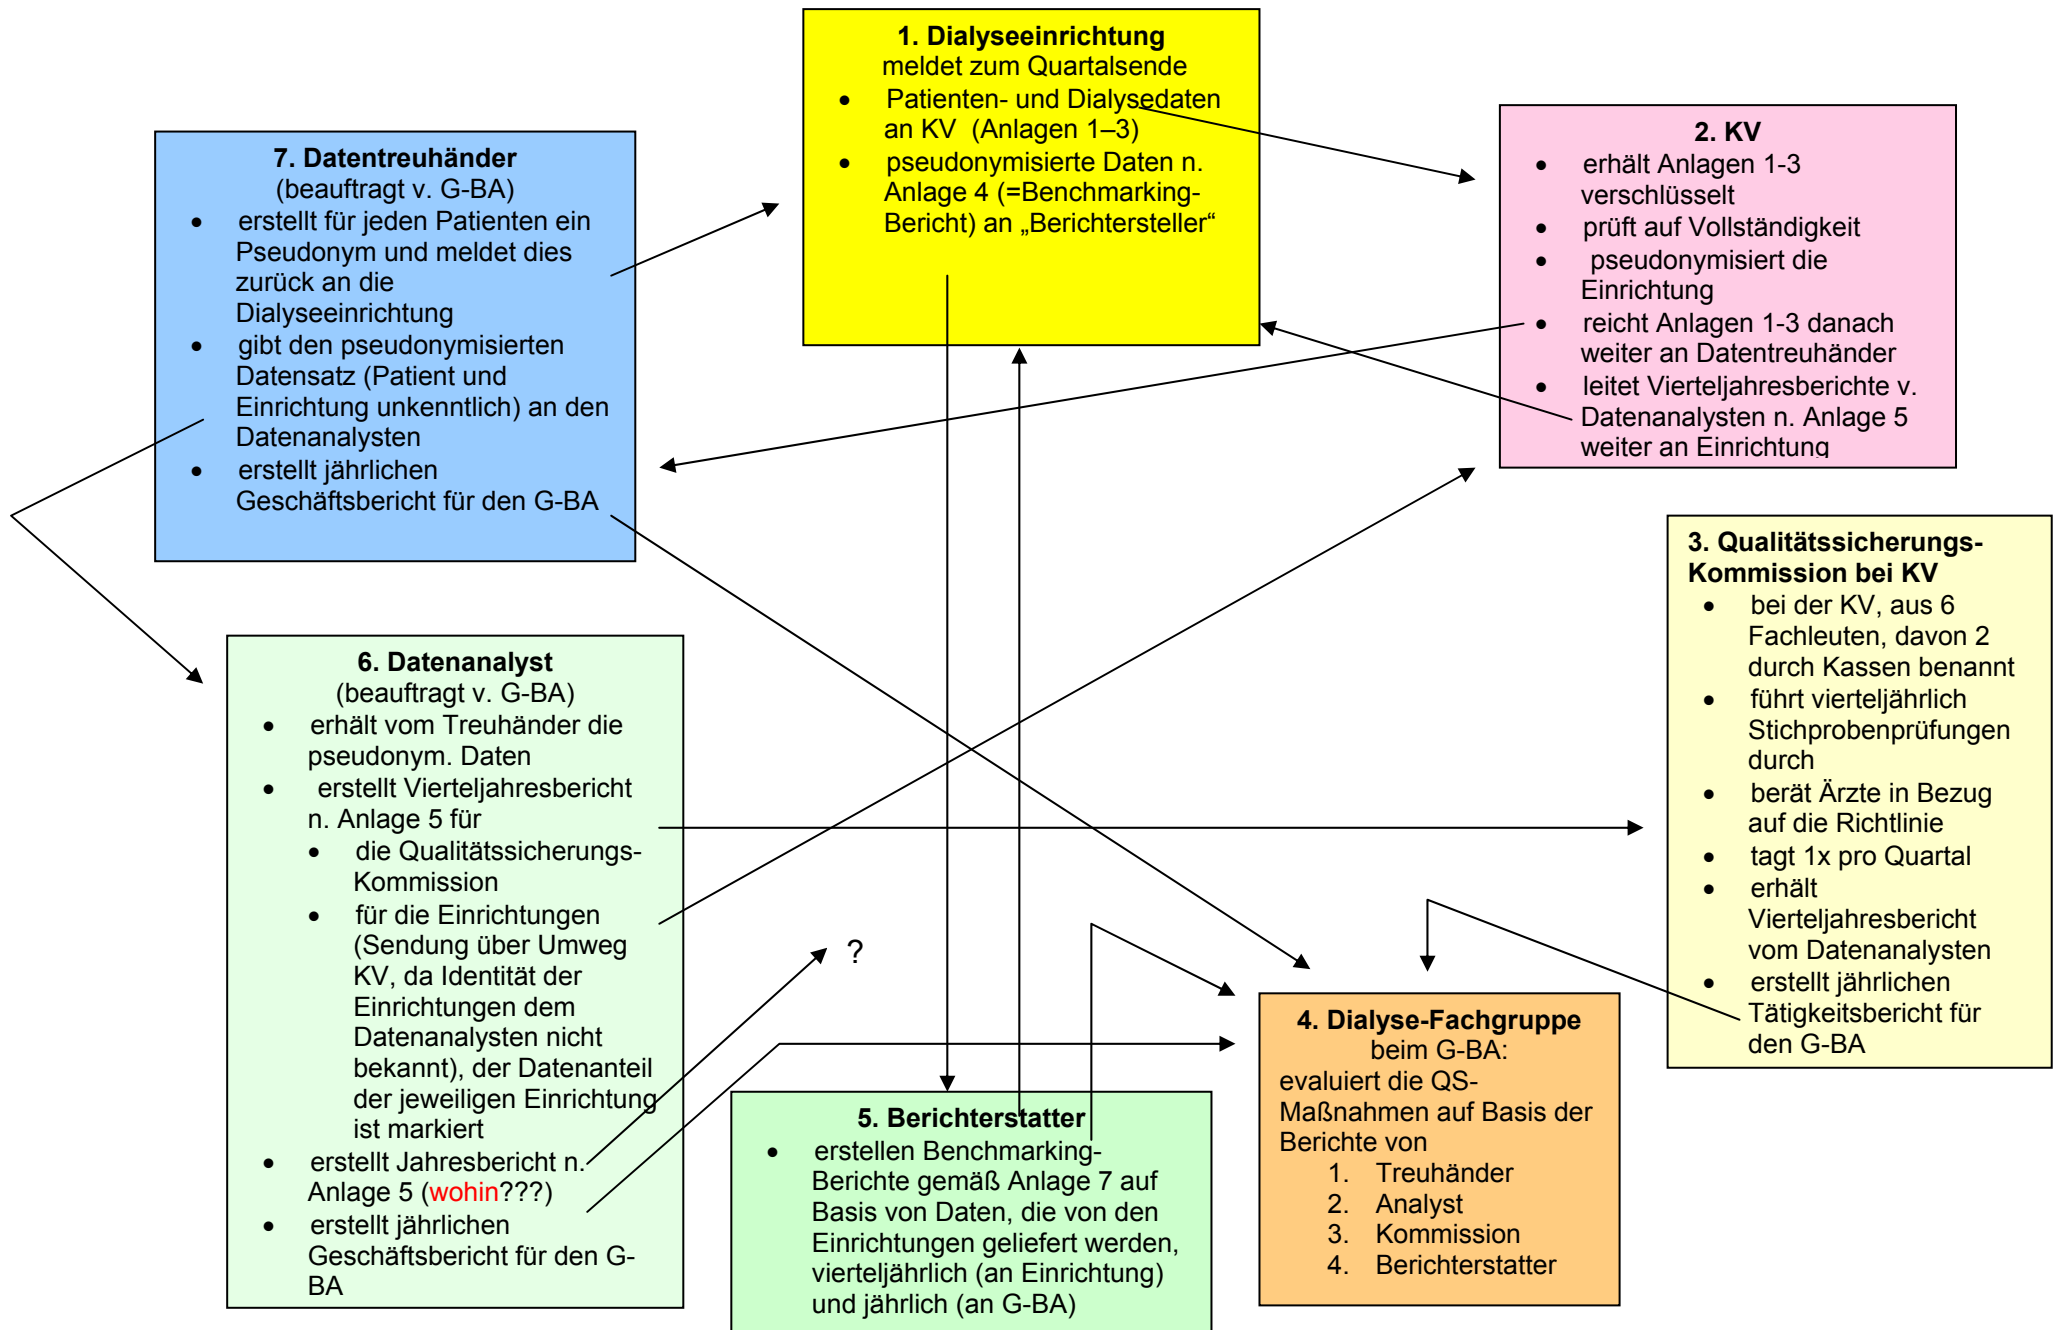 1. Dialyseeinrichtung
meldet zum Quartalsende
• Patienten- und Dialysedaten
an KV (Anlagen 1–3)
• pseudonymisierte Daten n.
Anlage 4 (=Benchmarking-
Bericht) an „Berichtersteller“
2. KV
• erhält Anlagen 1-3
verschlüsselt
• prüft auf Vollständigkeit
• pseudonymisiert die
Einrichtung
• reicht Anlagen 1-3 danach
weiter an Datentreuhänder
• leitet Vierteljahresberichte v.
Datenanalysten n. Anlage 5
weiter an Einrichtung
3. Qualitätssicherungs-
Kommission bei KV
• bei der KV, aus 6
Fachleuten, davon 2
durch Kassen benannt
• führt vierteljährlich
Stichprobenprüfungen
durch
• berät Ärzte in Bezug
auf die Richtlinie
• tagt 1x pro Quartal
• erhält
Vierteljahresbericht
vom Datenanalysten
• erstellt jährlichen
Tätigkeitsbericht für
den G-BA
4. Dialyse-Fachgruppe
beim G-BA:
evaluiert die QS-
Maßnahmen auf Basis der
Berichte von
1. Treuhänder
2. Analyst
3. Kommission
4. Berichterstatter
5. Berichterstatter
• erstellen Benchmarking-
Berichte gemäß Anlage 7 auf
Basis von Daten, die von den
Einrichtungen geliefert werden,
vierteljährlich (an Einrichtung)
und jährlich (an G-BA)
6. Datenanalyst
(beauftragt v. G-BA)
• erhält vom Treuhänder die
pseudonym. Daten
• erstellt Vierteljahresbericht
n. Anlage 5 für
• die Qualitätssicherungs-
Kommission
• für die Einrichtungen
(Sendung über Umweg
KV, da Identität der
Einrichtungen dem
Datenanalysten nicht
bekannt), der Datenanteil
der jeweiligen Einrichtung
ist markiert
• erstellt Jahresbericht n.
Anlage 5 (wohin???)
• erstellt jährlichen
Geschäftsbericht für den G-
BA
?
7. Datentreuhänder
(beauftragt v. G-BA)
• erstellt für jeden Patienten ein
Pseudonym und meldet dies
zurück an die
Dialyseeinrichtung
• gibt den pseudonymisierten
Datensatz (Patient und
Einrichtung unkenntlich) an den
Datenanalysten
• erstellt jährlichen
Geschäftsbericht für den G-BA